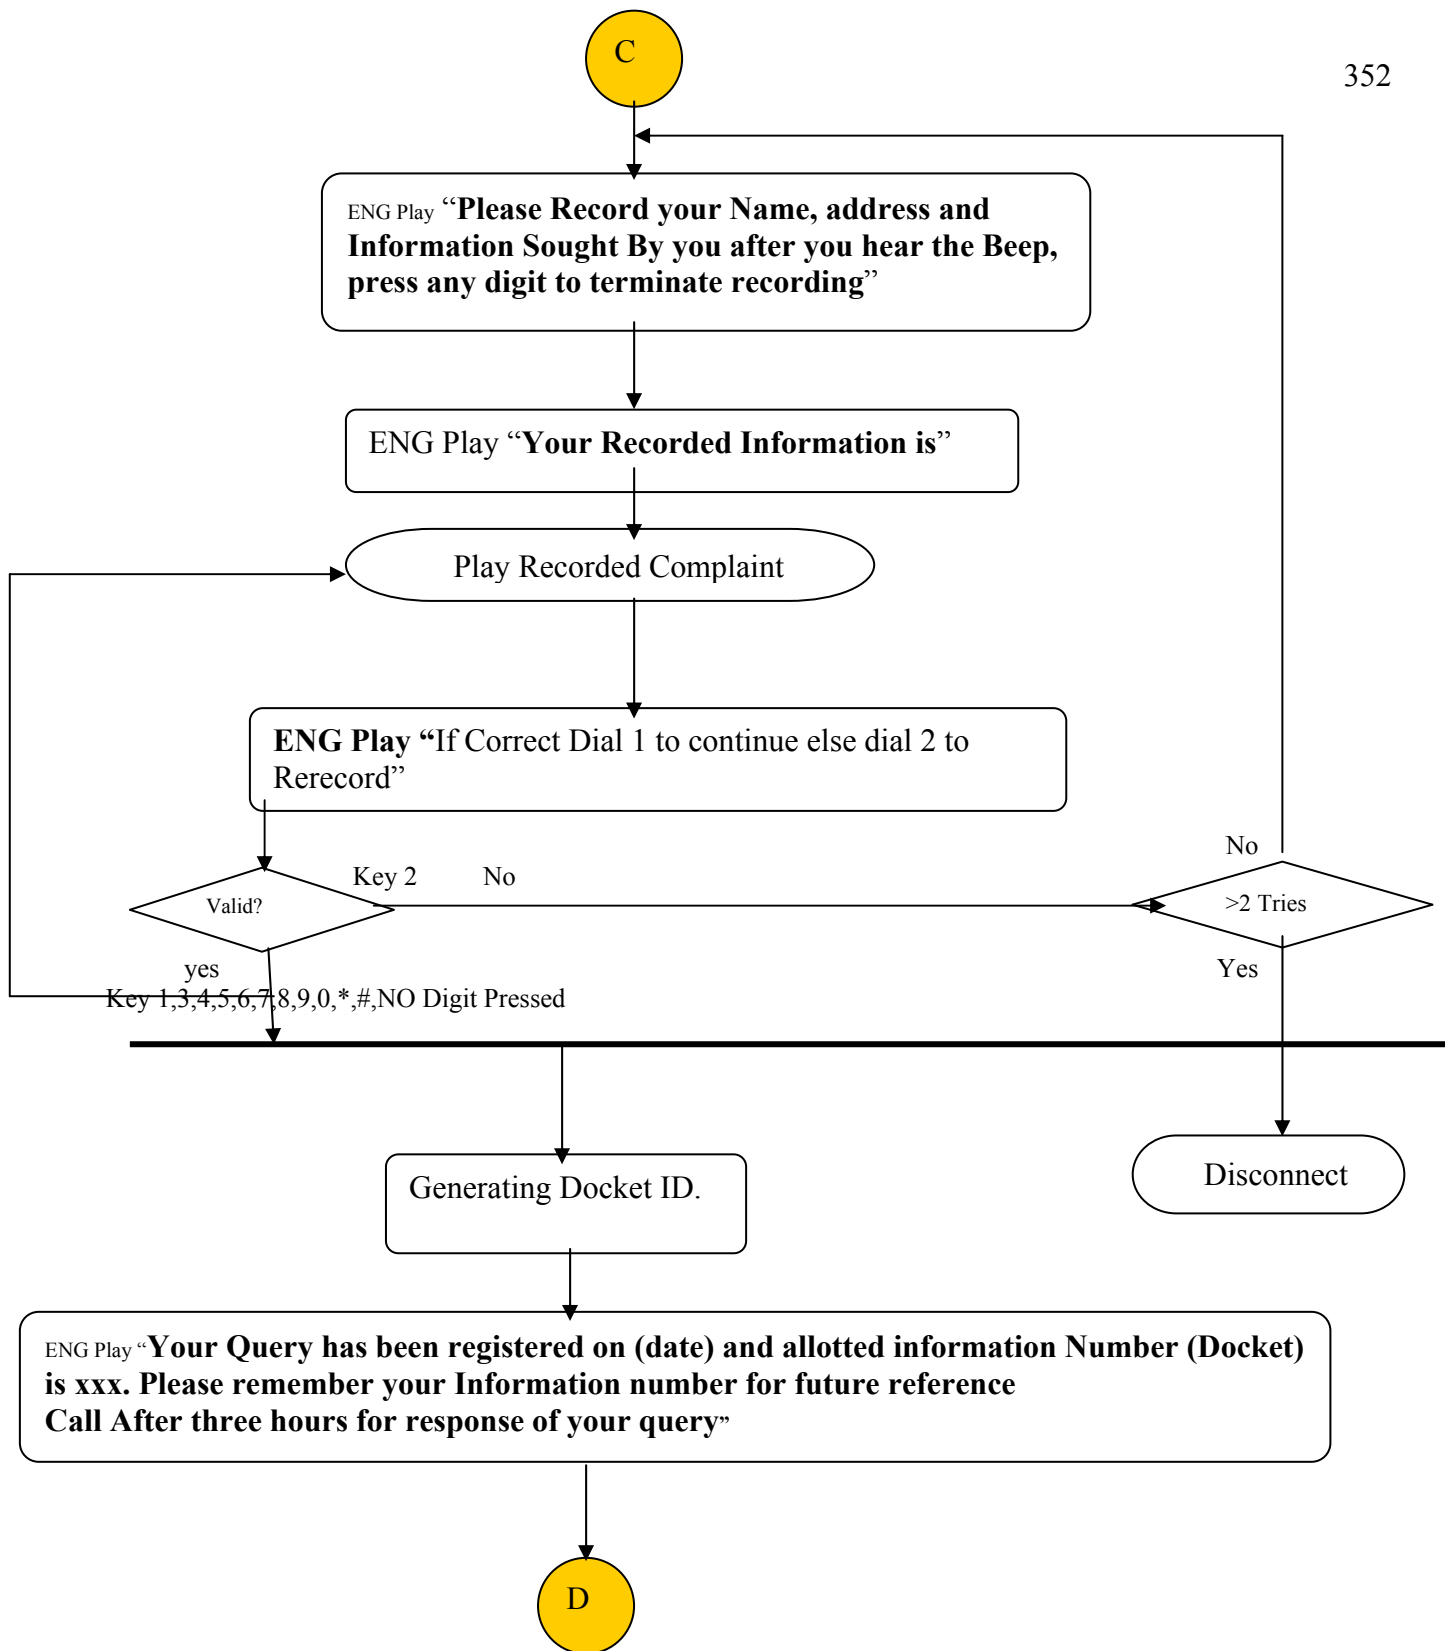 C
352
ENG Play “Please Record your Name, address and
Information Sought By you after you hear the Beep,
press any digit to terminate recording”
ENG Play “Your Recorded Information is”
Play Recorded Complaint
ENG Play “If Correct Dial 1 to continue else dial 2 to
Rerecord”
No
Key 2 No
Valid?
>2 Tries
yes
Yes
Key 1,3,4,5,6,7,8,9,0,*,#,NO Digit Pressed
Generating Docket ID.
Disconnect
ENG Play “Your Query has been registered on (date) and allotted information Number (Docket)
is xxx. Please remember your Information number for future reference
Call After three hours for response of your query”
D